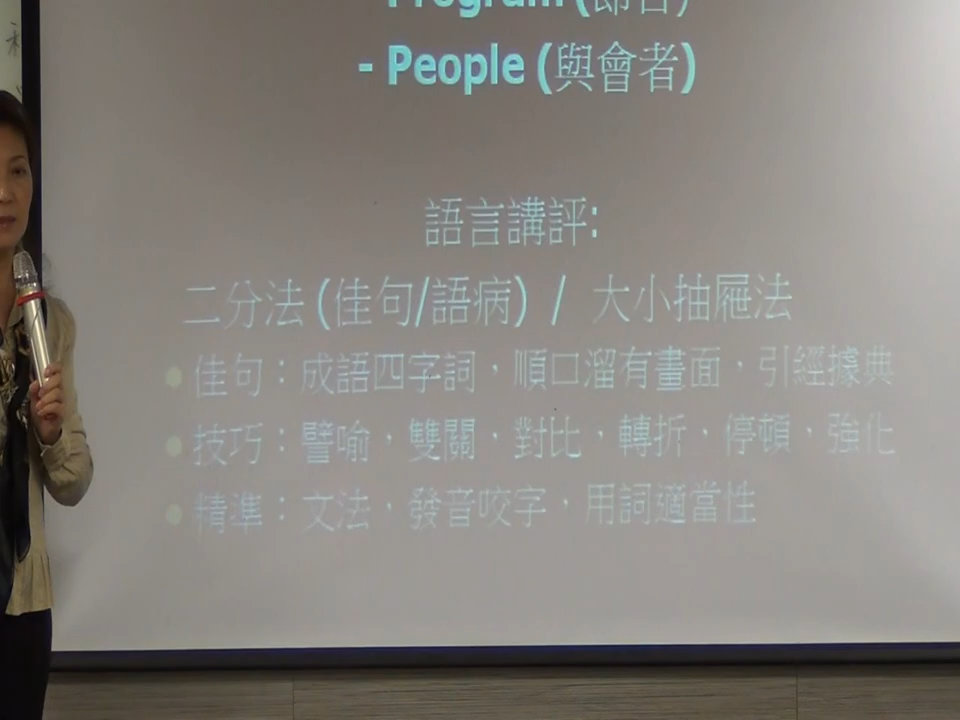 Program (節目)
- People (與會者)
語言講評:
二分法 (佳句/語病) / 大小抽屜法
● 佳句：成語四字詞，順口溜有畫面，引經據典
● 技巧：譬喻，雙關，對比，轉折，停頓，強化
● 精準：文法，發音咬字，用詞適當性